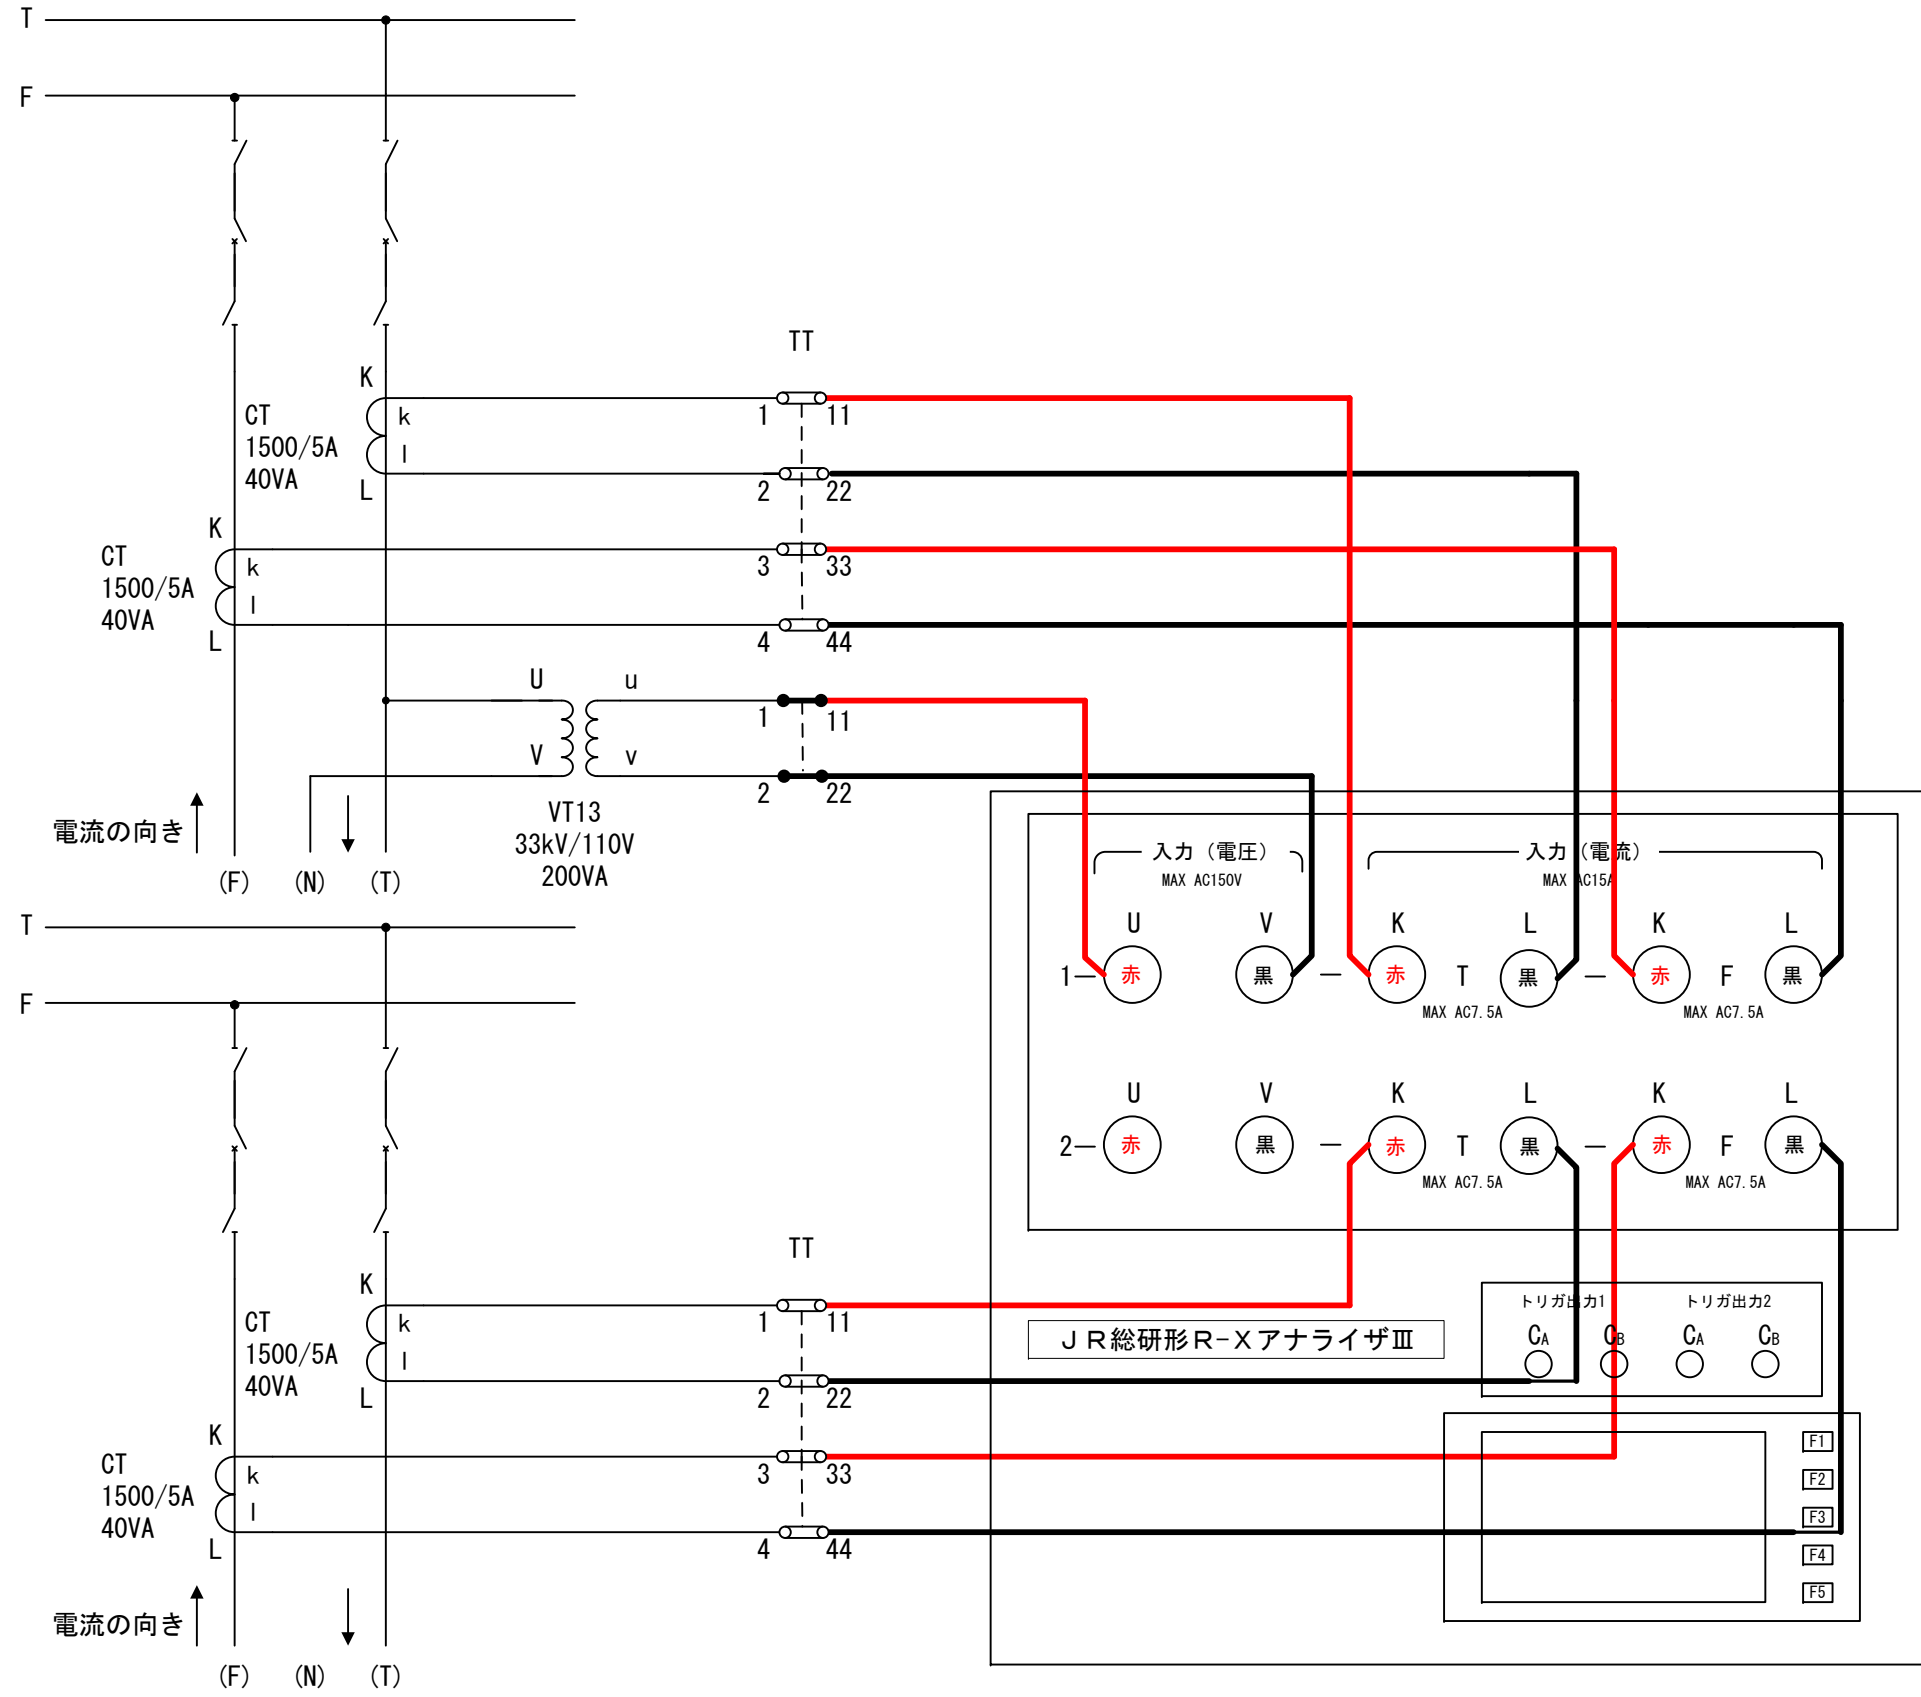 T
F
TT
K
CT
1500/5A
40VA
k
l
L
1
11
2
22
K
CT
1500/5A
40VA
k
l
L
3
33
4
44
U
u
V
v
1
11
2
22
VT13
33kV/110V
200VA
電流の向き
(F)
(N)
(T)
入力（電圧）
MAX AC150V
入力（電流）
MAX AC15A
U
V
K
L
K
L
1
赤
黒
赤
T
黒
赤
F
黒
MAX AC7.5A
MAX AC7.5A
U
V
K
L
K
L
2
赤
黒
赤
T
黒
赤
F
黒
MAX AC7.5A
MAX AC7.5A
T
F
TT
K
CT
1500/5A
40VA
k
l
L
1
11
2
22
K
CT
1500/5A
40VA
k
l
L
3
33
4
44
電流の向き
(F)
(N)
(T)
ＪＲ総研形Ｒ−ＸアナライザⅢ
トリガ出力1
トリガ出力2
CA
CB
CA
CB
F1
F2
F3
F4
F5